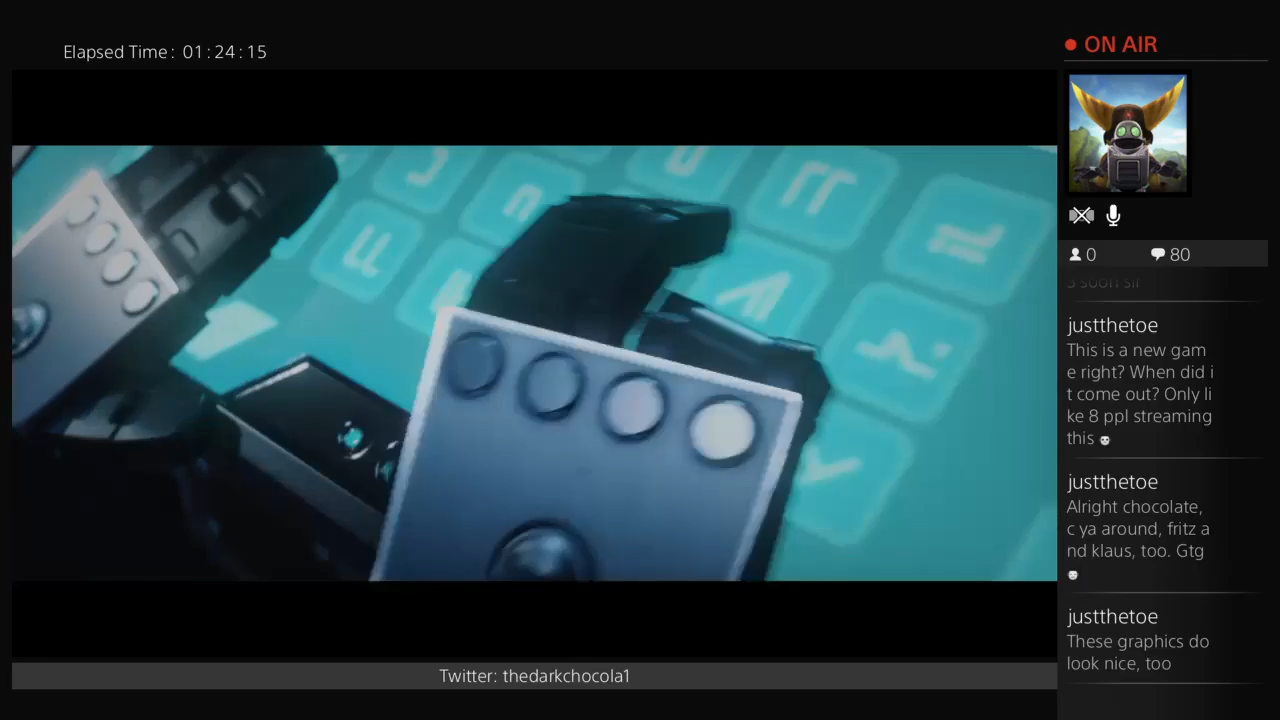 Elapsed Time: 01:24:15
ON AIR
0 80
justthetoe
This is a new gam
e right? When did i
t come out? Only li
ke 8 ppl streaming
this
justthetoe
Alright chocolate,
c ya around, fritz a
nd klaus, too. Gtg
justthetoe
These graphics do
look nice, too
Twitter: thedarkchocola1